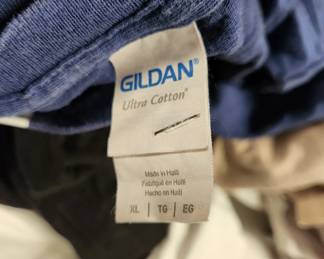 GILDAN®
Ultra Cotton®
Made in Haiti
Fabriqué en Haïti
Hecho en Haití
XL | TG | EG